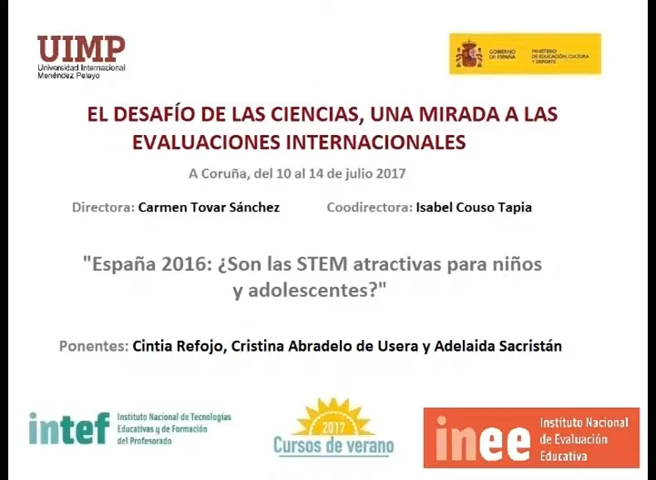 UIMP
Universidad Internacional
Menéndez Pelayo
GOBIERNO
DE ESPAÑA
MINISTERIO
DE EDUCACIÓN, CULTURA
Y DEPORTE
EL DESAFÍO DE LAS CIENCIAS, UNA MIRADA A LAS
EVALUACIONES INTERNACIONALES
A Coruña, del 10 al 14 de julio 2017
Directora: Carmen Tovar Sánchez
Coodirectora: Isabel Couso Tapia
"España 2016: ¿Son las STEM atractivas para niños
y adolescentes?"
Ponentes: Cintia Refojo, Cristina Abradelo de Usera y Adelaida Sacristán
intef
Instituto Nacional de Tecnologías
Educativas y de Formación
del Profesorado
2017
Cursos de verano
inee
Instituto Nacional
de Evaluación
Educativa